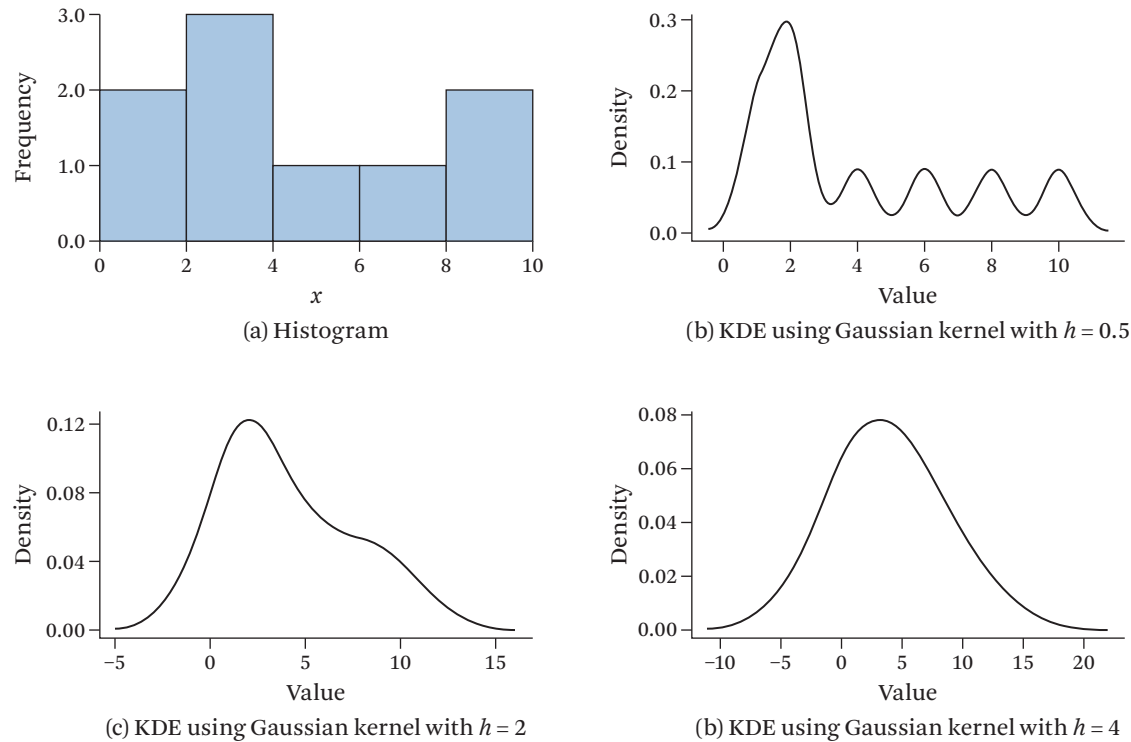 3.0
2.0
1.0
0.0
Frequency
0 2 4 6 8 10
x
(a) Histogram
0.3
0.2
0.1
0.0
Density
0 2 4 6 8 10
Value
(b) KDE using Gaussian kernel with h = 0.5
0.12
0.08
0.04
0.00
Density
−5 0 5 10 15
Value
(c) KDE using Gaussian kernel with h = 2
0.08
0.06
0.04
0.02
0.00
Density
−10 −5 0 5 10 15 20
Value
(b) KDE using Gaussian kernel with h = 4